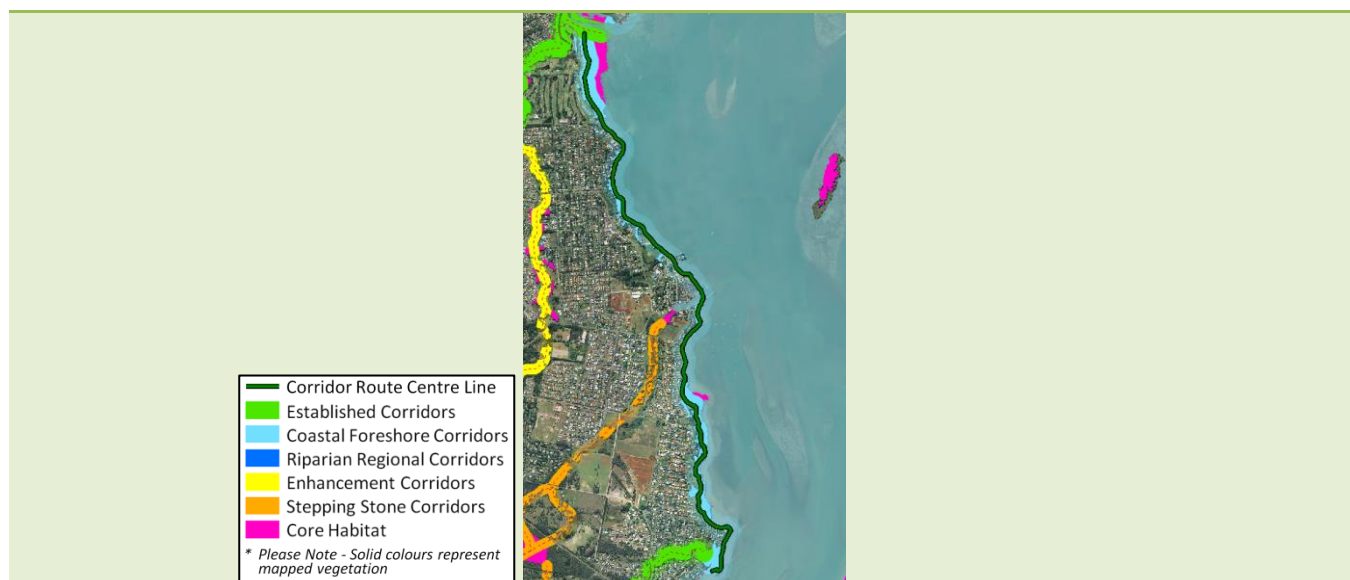 Corridor Route Centre Line
Established Corridors
Coastal Foreshore Corridors
Riparian Regional Corridors
Enhancement Corridors
Stepping Stone Corridors
Core Habitat
* Please Note - Solid colours represent
mapped vegetation